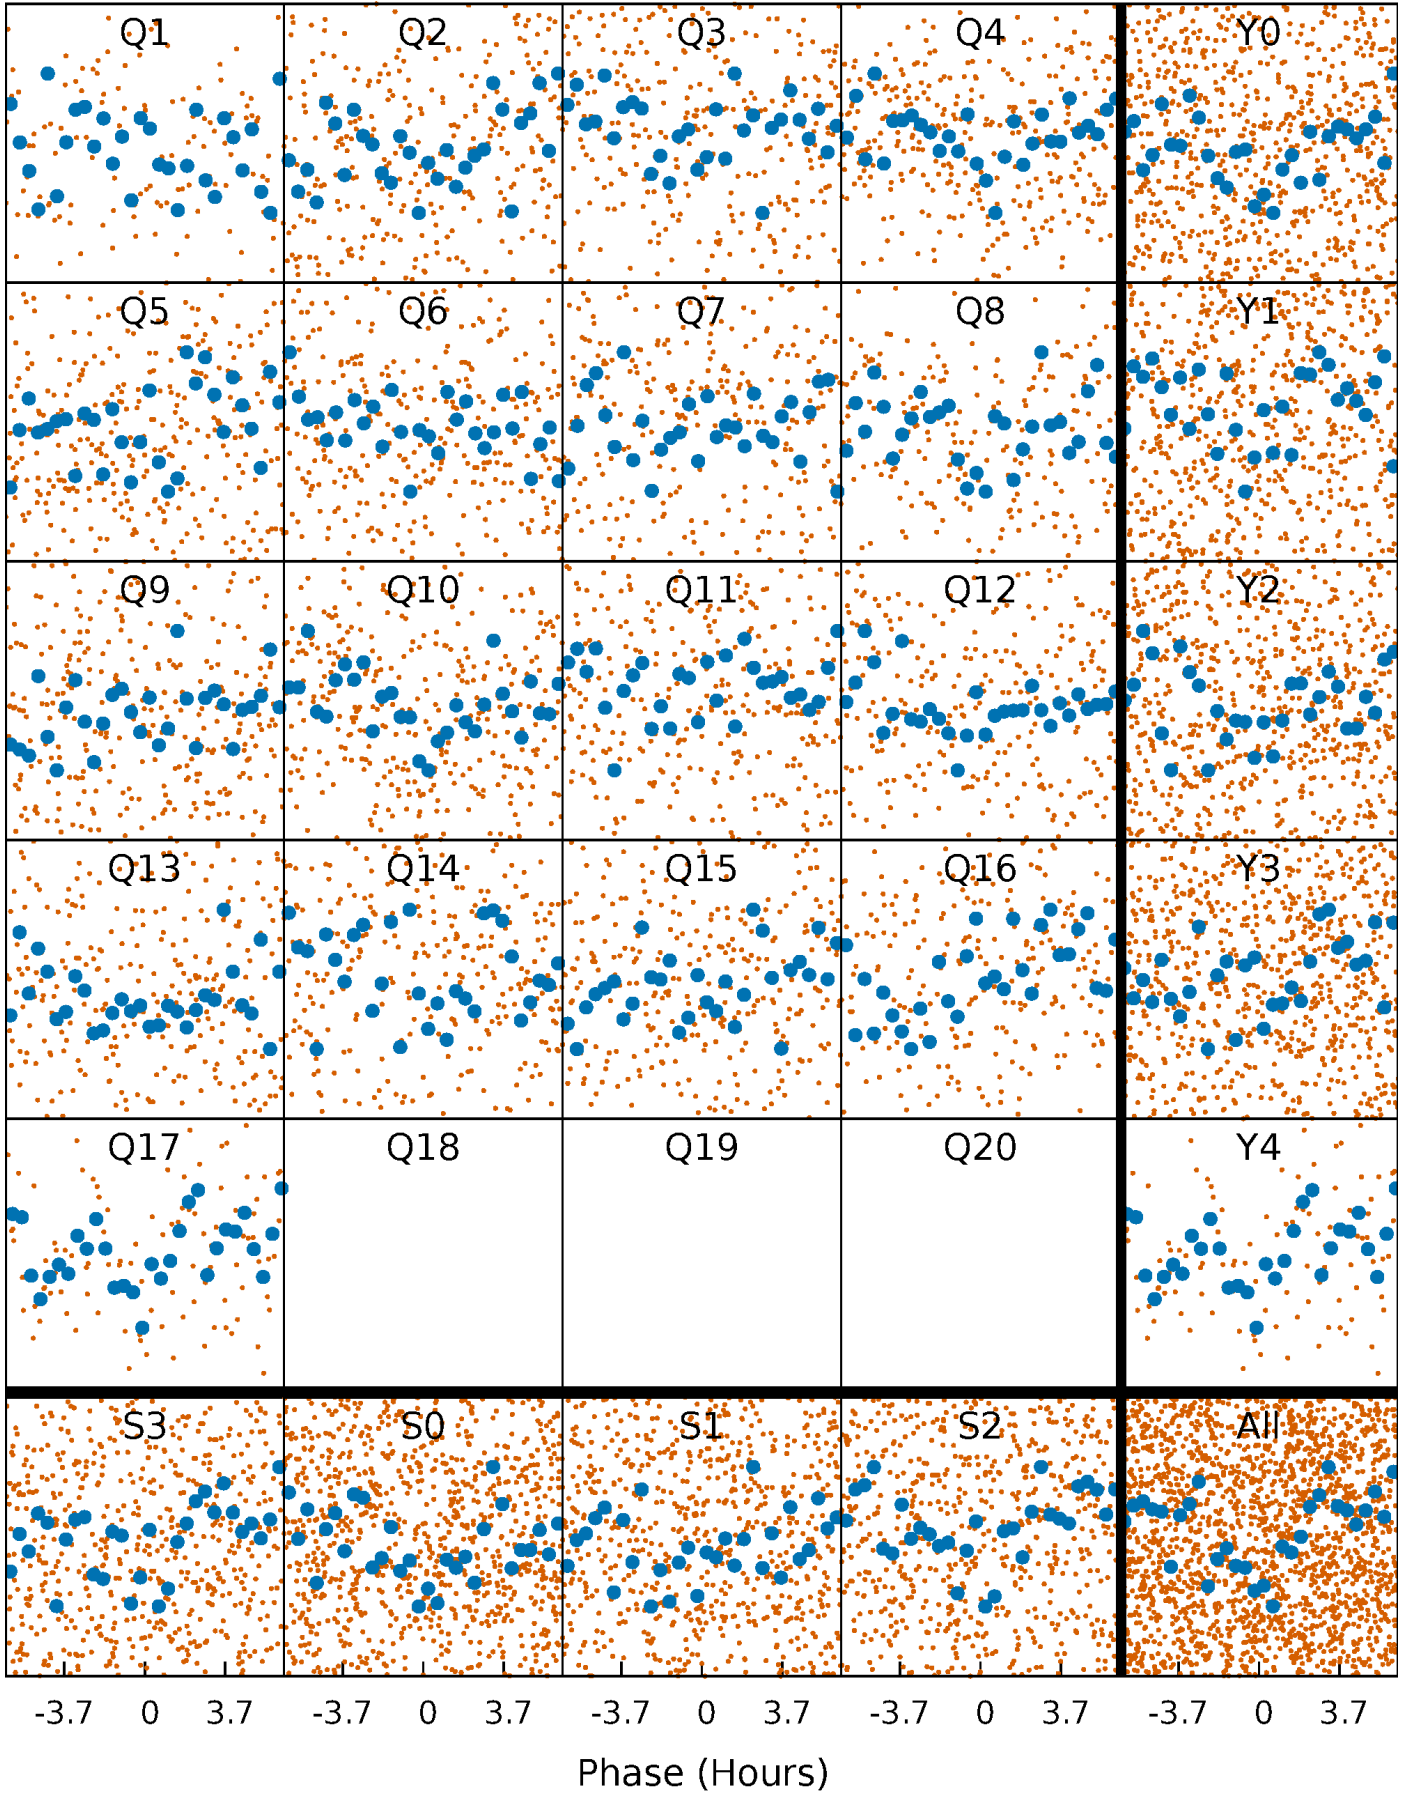 Q1 Q2 Q3 Q4 Y0
Q5 Q6 Q7 Q8 Y1
Q9 Q10 Q11 Q12 Y2
Q13 Q14 Q15 Q16 Y3
Q17 Q18 Q19 Q20 Y4
S3 S0 S1 S2 All
-3.7 0 3.7 -3.7 0 3.7 -3.7 0 3.7 -3.7 0 3.7 -3.7 0 3.7
Phase (Hours)